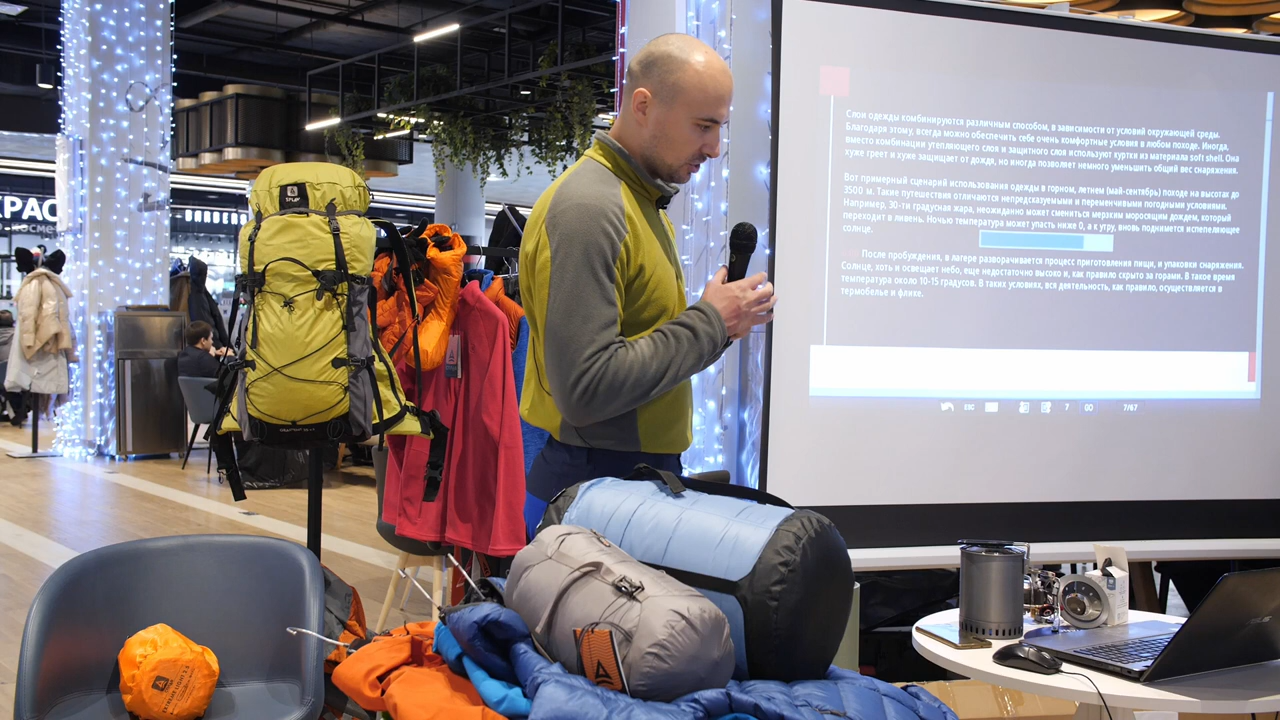 КРАС
КОСМЕТ
BARBER
SPLAV
Слои одежды комбинируются различным способом, в зависимости от условий окружающей среды.
Благодаря этому, всегда можно обеспечить себе очень комфортные условия в любом походе. Иногда,
вместо комбинации утепляющего слоя и защитного слоя используют куртки из материала soft shell. Она
хуже греет и хуже защищает от дождя, но иногда позволяет немного уменьшить общий вес снаряжения.
Вот примерный сценарий использования одежды в горном, летнем (май-сентябрь) походе на высотах до
3500 м. Такие путешествия отличаются непредсказуемыми и переменчивыми погодными условиями.
Например, 30-ти градусная жара, неожиданно может смениться мерзким моросящим дождем, который
переходит в ливень. Ночью температура может упасть ниже 0, а к утру, вновь поднимется испепеляющее
солнце.
После пробуждения, в лагере разворачивается процесс приготовления пищи, и упаковки снаряжения.
Солнце, хоть и освещает небо, еще недостаточно высоко и, как правило скрыто за горами. В такое время
температура около 10-15 градусов. В таких условиях, вся деятельность, как правило, осуществляется в
термобелье и флике.
ESC 7 7/67